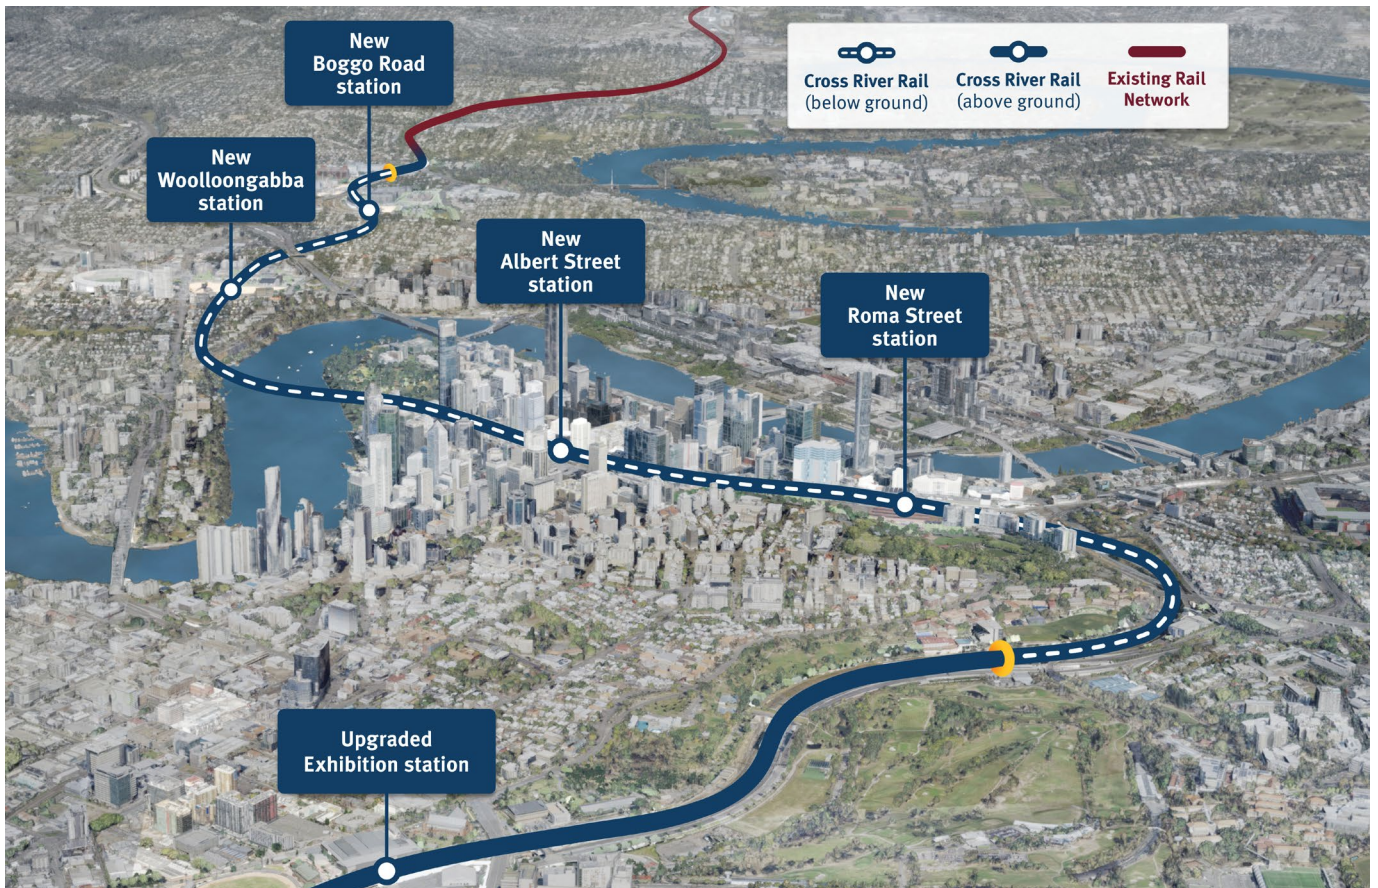 New
Boggo Road
station
Cross River Rail
(below ground)
Cross River Rail
(above ground)
Existing Rail
Network
New
Woolloongabba
station
New
Albert Street
station
New
Roma Street
station
Upgraded
Exhibition station